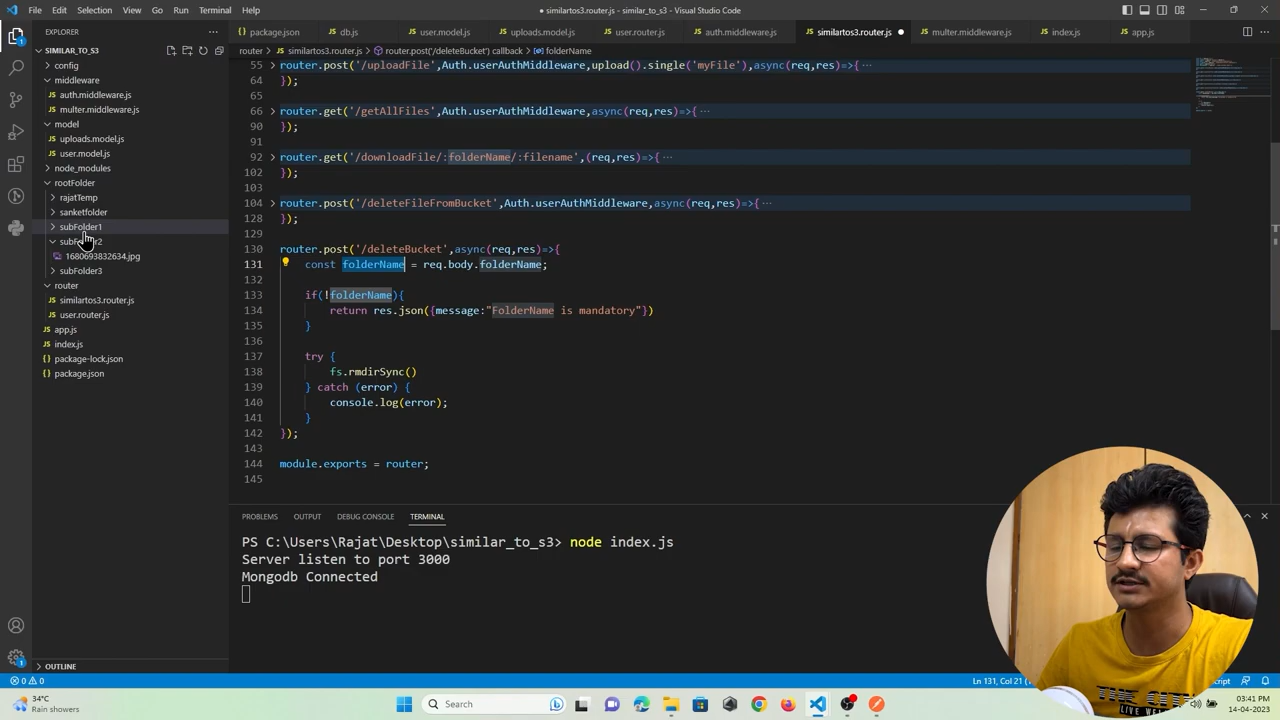 File Edit Selection View Go Run Terminal Help
● similartos3.router.js - similar_to_s3 - Visual Studio Code
EXPLORER
package.json
db.js
user.model.js
uploads.model.js
user.router.js
auth.middleware.js
similartos3.router.js
multer.middleware.js
index.js
app.js
SIMILAR_TO_S3
config
middleware
auth.middleware.js
multer.middleware.js
model
uploads.model.js
user.model.js
node_modules
rootFolder
rajatTemp
sanketfolder
subFolder1
subFolder2
1680693832634.jpg
subFolder3
router
similartos3.router.js
user.router.js
app.js
index.js
package-lock.json
package.json
OUTLINE
router > similartos3.router.js > router.post('/deleteBucket') callback > folderName
55 router.post('/uploadFile',Auth.userAuthMiddleware,upload().single('myFile'),async(req,res)=>{ ···
64 });
65
66 router.get('/getAllFiles',Auth.userAuthMiddleware,async(req,res)=>{ ···
90 });
91
92 router.get('/downloadFile/:folderName/:filename',(req,res)=>{ ···
102 });
103
104 router.post('/deleteFileFromBucket',Auth.userAuthMiddleware,async(req,res)=>{ ···
128 });
129
130 router.post('/deleteBucket',async(req,res)=>{
131 const folderName = req.body.folderName;
132
133 if(!folderName){
134 return res.json({message:"FolderName is mandatory"})
135 }
136
137 try {
138 fs.rmdirSync()
139 } catch (error) {
140 console.log(error);
141 }
142 });
143
144 module.exports = router;
145
PROBLEMS OUTPUT DEBUG CONSOLE TERMINAL
PS C:\Users\Rajat\Desktop\similar_to_s3> node index.js
Server listen to port 3000
Mongodb Connected
0 0
Ln 131, Col 21
34°C
Rain showers
Search
03:41 PM
14-04-2023